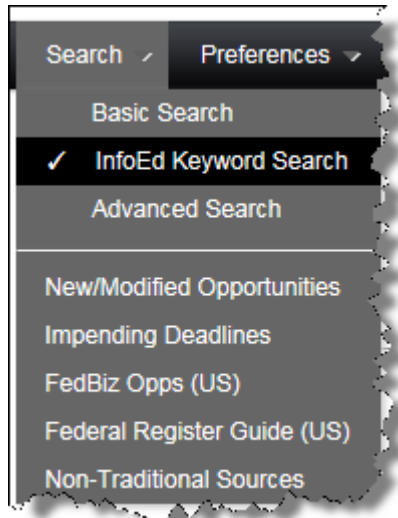 Search Preferences
Basic Search
✓ InfoEd Keyword Search
Advanced Search
New/Modified Opportunities
Impending Deadlines
FedBiz Opps (US)
Federal Register Guide (US)
Non-Traditional Sources